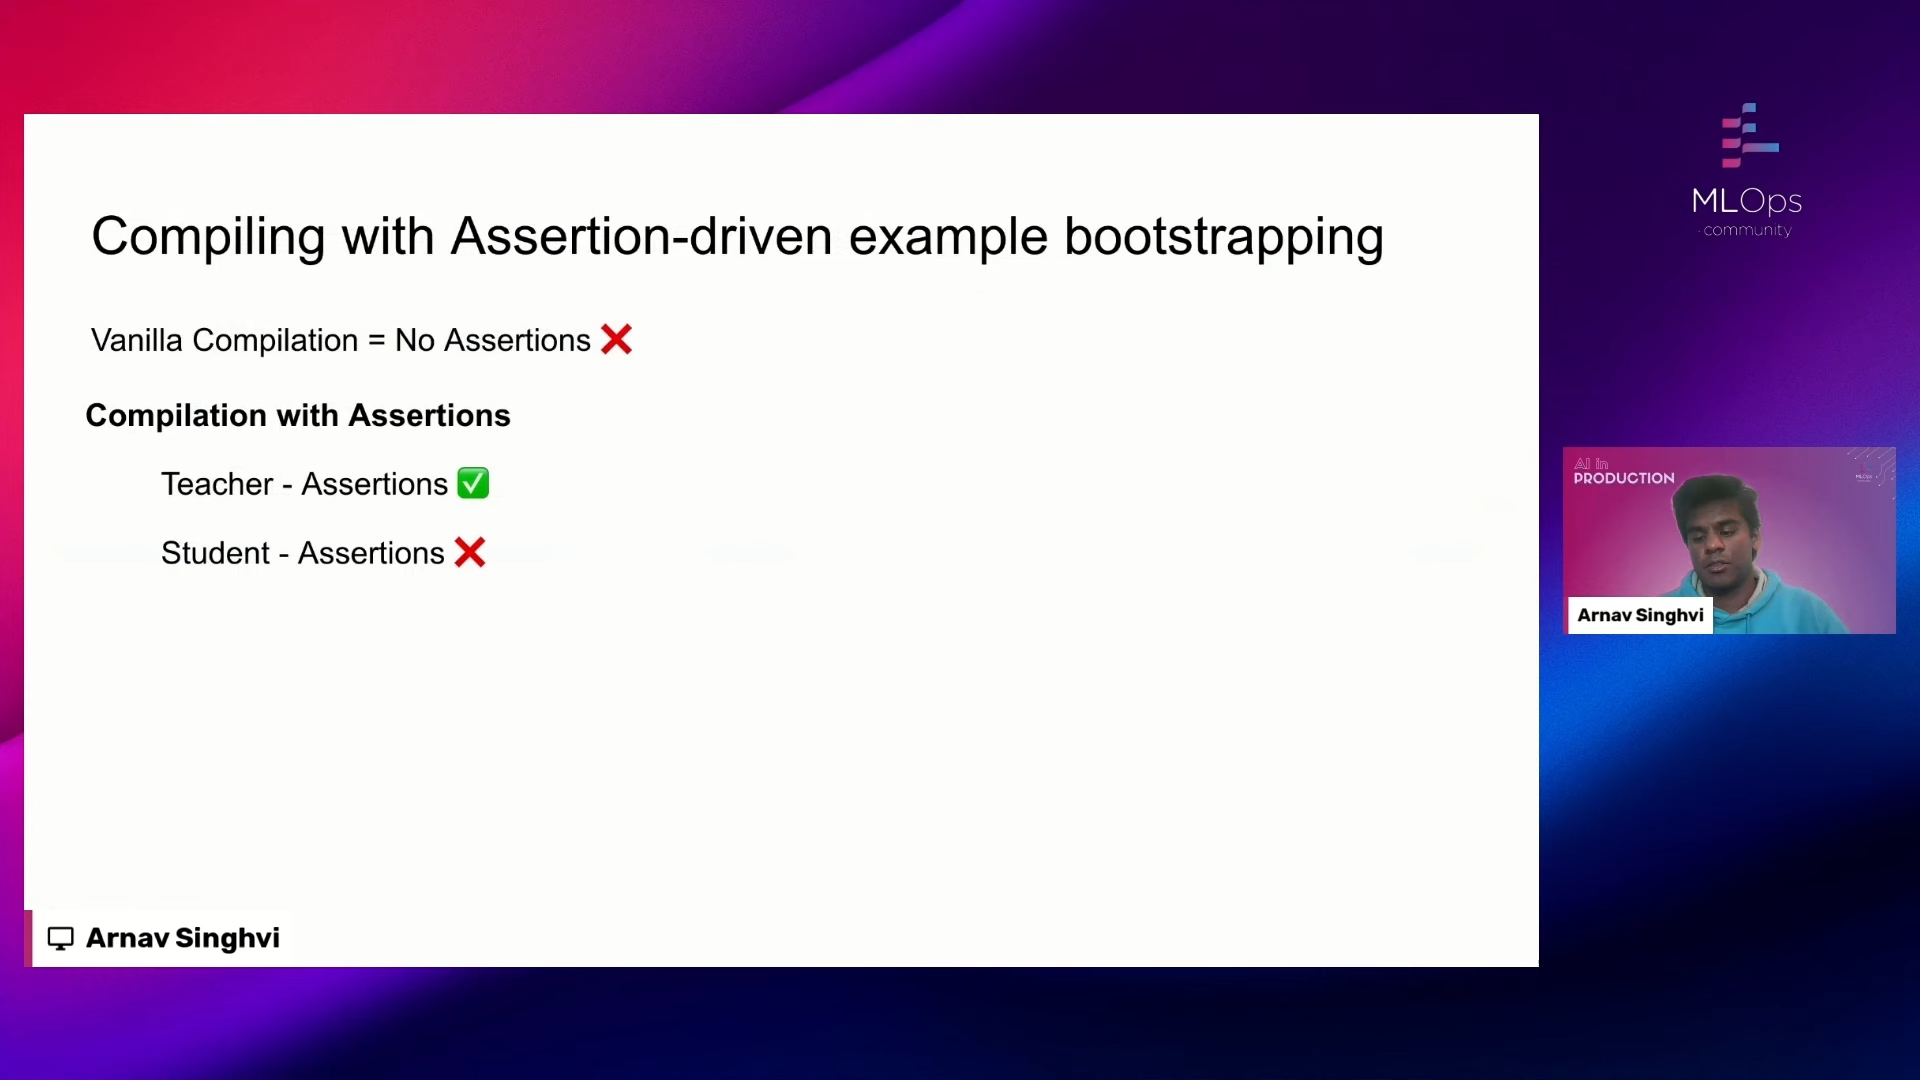 Compiling with Assertion-driven example bootstrapping
Vanilla Compilation = No Assertions ❌
Compilation with Assertions
Teacher - Assertions ✅
Student - Assertions ❌
Arnav Singhvi
MLOps
community
AI in
PRODUCTION
Arnav Singhvi